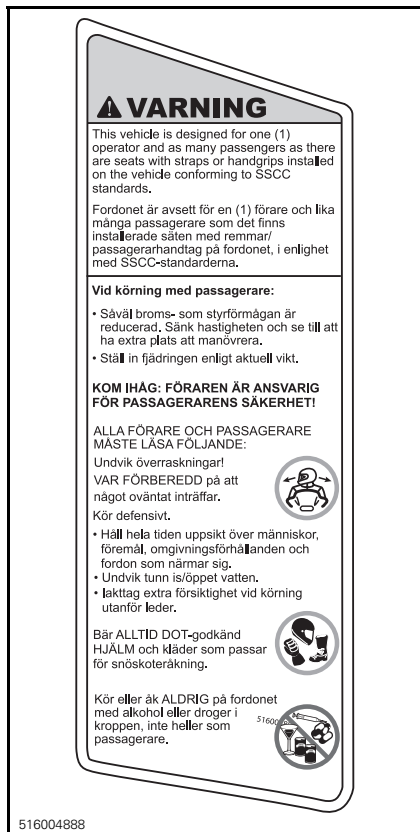 VARNING
This vehicle is designed for one (1)
operator and as many passengers as there
are seats with straps or handgrips installed
on the vehicle conforming to SSCC
standards.
Fordonet är avsett för en (1) förare och lika
många passagerare som det finns
installerade säten med remmar/
passagerarhandtag på fordonet, i enlighet
med SSCC-standarderna.
Vid körning med passagerare:
• Såväl broms- som styrförmågan är
reducerad. Sänk hastigheten och se till att
ha extra plats att manövrera.
• Ställ in fjädringen enligt aktuell vikt.
KOM IHÅG: FÖRAREN ÄR ANSVARIG
FÖR PASSAGERARENS SÄKERHET!
ALLA FÖRARE OCH PASSAGERARE
MÅSTE LÄSA FÖLJANDE:
Undvik överraskningar!
VAR FÖRBEREDD på att
något oväntat inträffar.
Kör defensivt.
• Håll hela tiden uppsikt över människor,
föremål, omgivningsförhållanden och
fordon som närmar sig.
• Undvik tunn is/öppet vatten.
• Iakttag extra försiktighet vid körning
utanför leder.
Bär ALLTID DOT-godkänd
HJÄLM och kläder som passar
för snöskoteråkning.
Kör eller åk ALDRIG på fordonet
med alkohol eller droger i
kroppen, inte heller som
passagerare.
516004888